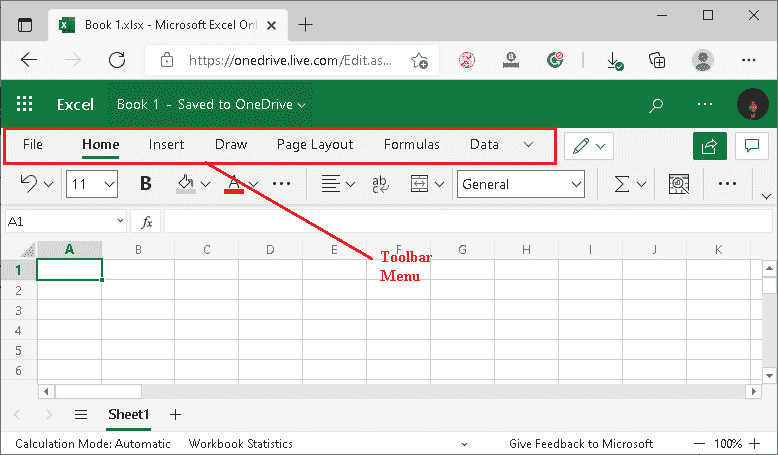 Book 1.xlsx - Microsoft Excel Onl
https://onedrive.live.com/Edit.as...
Excel Book 1 - Saved to OneDrive
File Home Insert Draw Page Layout Formulas Data
11 B A ... ab c General Σ ...
A1 fx
A B C D E F G H I J K
1
Toolbar
2
Menu
3
4
5
6
Sheet1 +
Calculation Mode: Automatic Workbook Statistics Give Feedback to Microsoft — 100% +